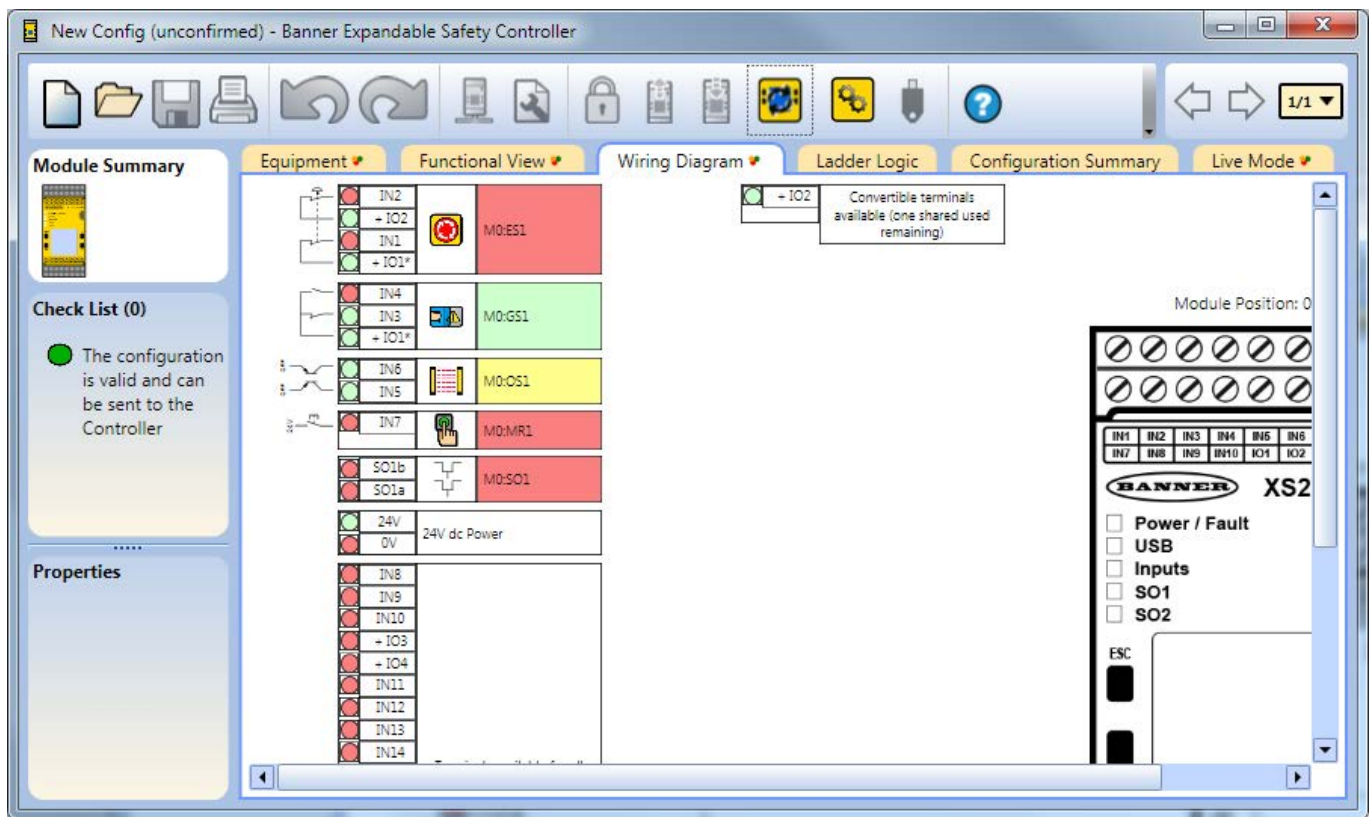 New Config (unconfirmed) - Banner Expandable Safety Controller
1/1
Module Summary
Equipment
Functional View
Wiring Diagram
Ladder Logic
Configuration Summary
Live Mode
IN2
+ IO2
IN1
+ IO1*
M0:ES1
+ IO2
Convertible terminals
available (one shared used
remaining)
Check List (0)
The configuration
is valid and can
be sent to the
Controller
IN4
IN3
+ IO1*
M0:GS1
IN6
IN5
M0:OS1
IN7
M0:MR1
SO1b
SO1a
M0:SO1
24V
0V
24V dc Power
Properties
IN8
IN9
IN10
+ IO3
+ IO4
IN11
IN12
IN13
IN14
Module Position: 0
IN1 IN2 IN3 IN4 IN5 IN6
IN7 IN8 IN9 IN10 IO1 IO2
BANNER XS2
Power / Fault
USB
Inputs
SO1
SO2
ESC